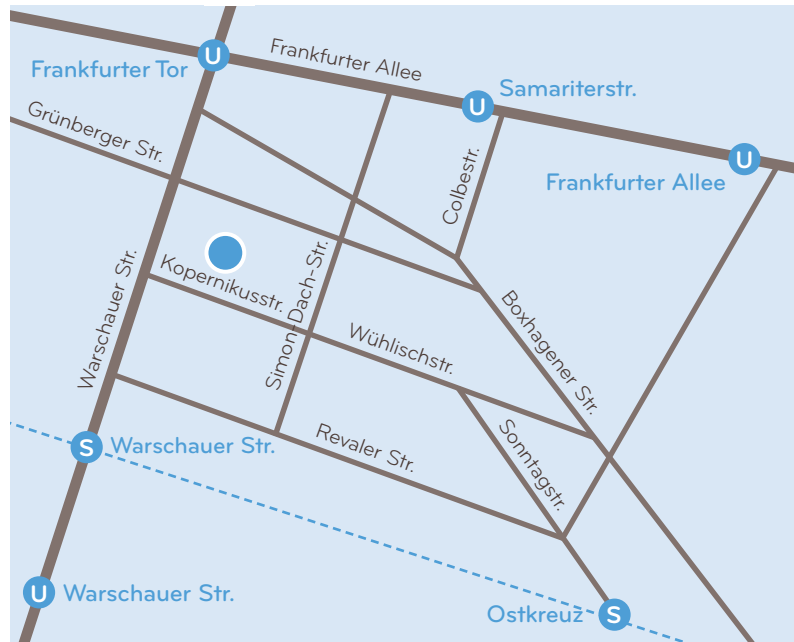 U
Frankfurter Tor
Frankfurter Allee
U
Samariterstr.
U
Frankfurter Allee
Grünberger Str.
Colbestr.
Kopernikusstr.
Simon-Dach-Str.
Warschauer Str.
Wühlischstr.
Boxhagener Str.
Sonntagstr.
Revaler Str.
S
Warschauer Str.
U
Warschauer Str.
Ostkreuz
S